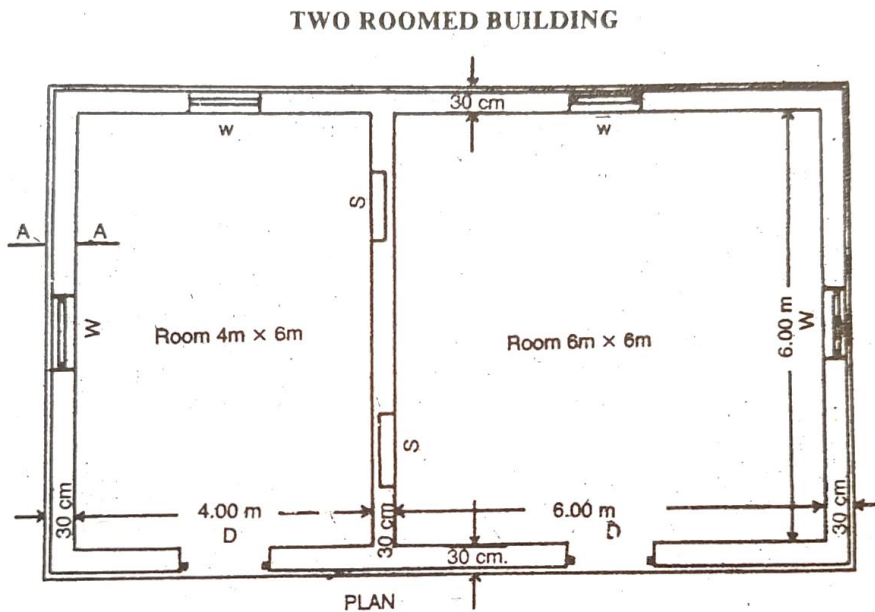 TWO ROOMED BUILDING
30 cm
w
w
S
A A
W
Room 4m × 6m
Room 6m × 6m
6.00 m
W
S
30 cm
4.00 m
D
30 cm
6.00 m
D
30 cm
30 cm.
PLAN